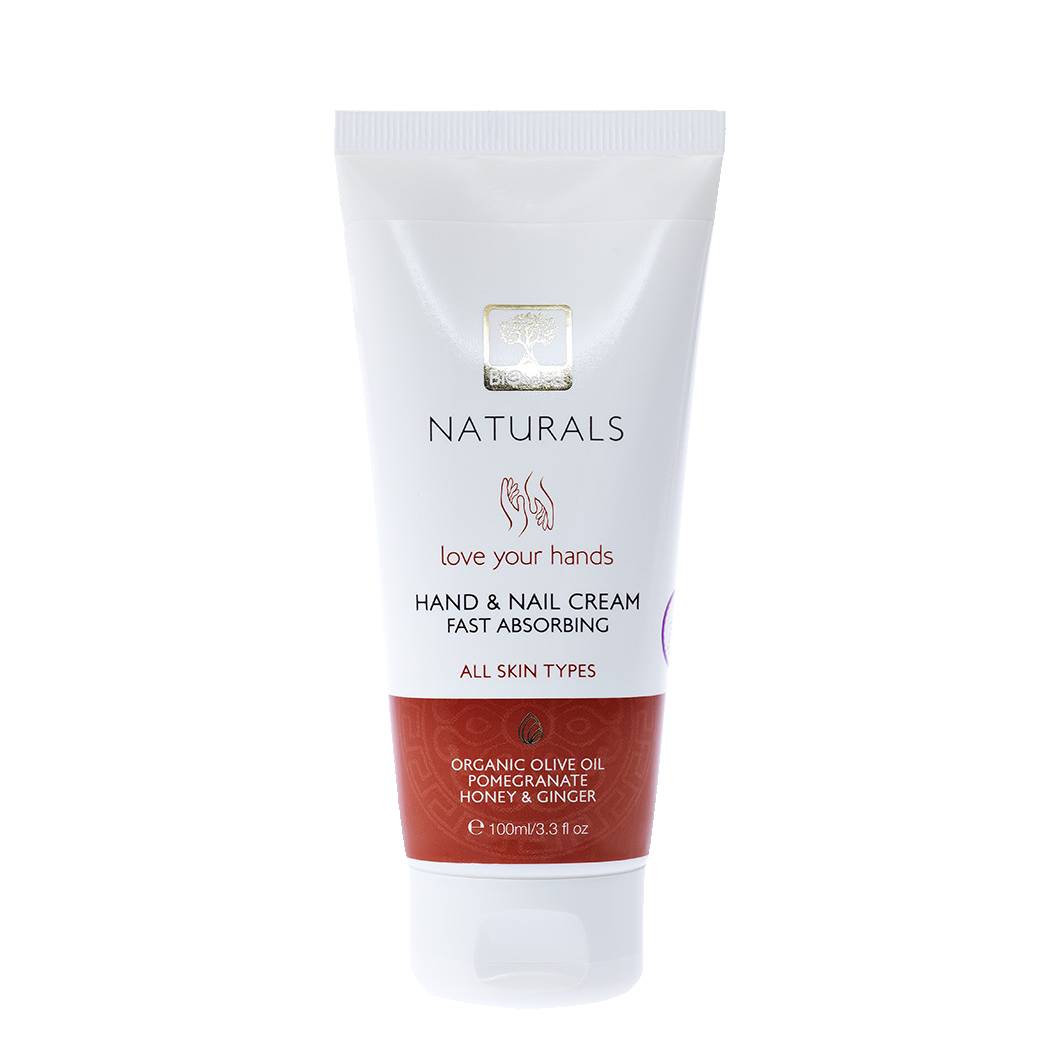 NATURALS
love your hands
HAND & NAIL CREAM
FAST ABSORBING
ALL SKIN TYPES
ORGANIC OLIVE OIL
POMEGRANATE
HONEY & GINGER
℮ 100ml/3.3 fl oz